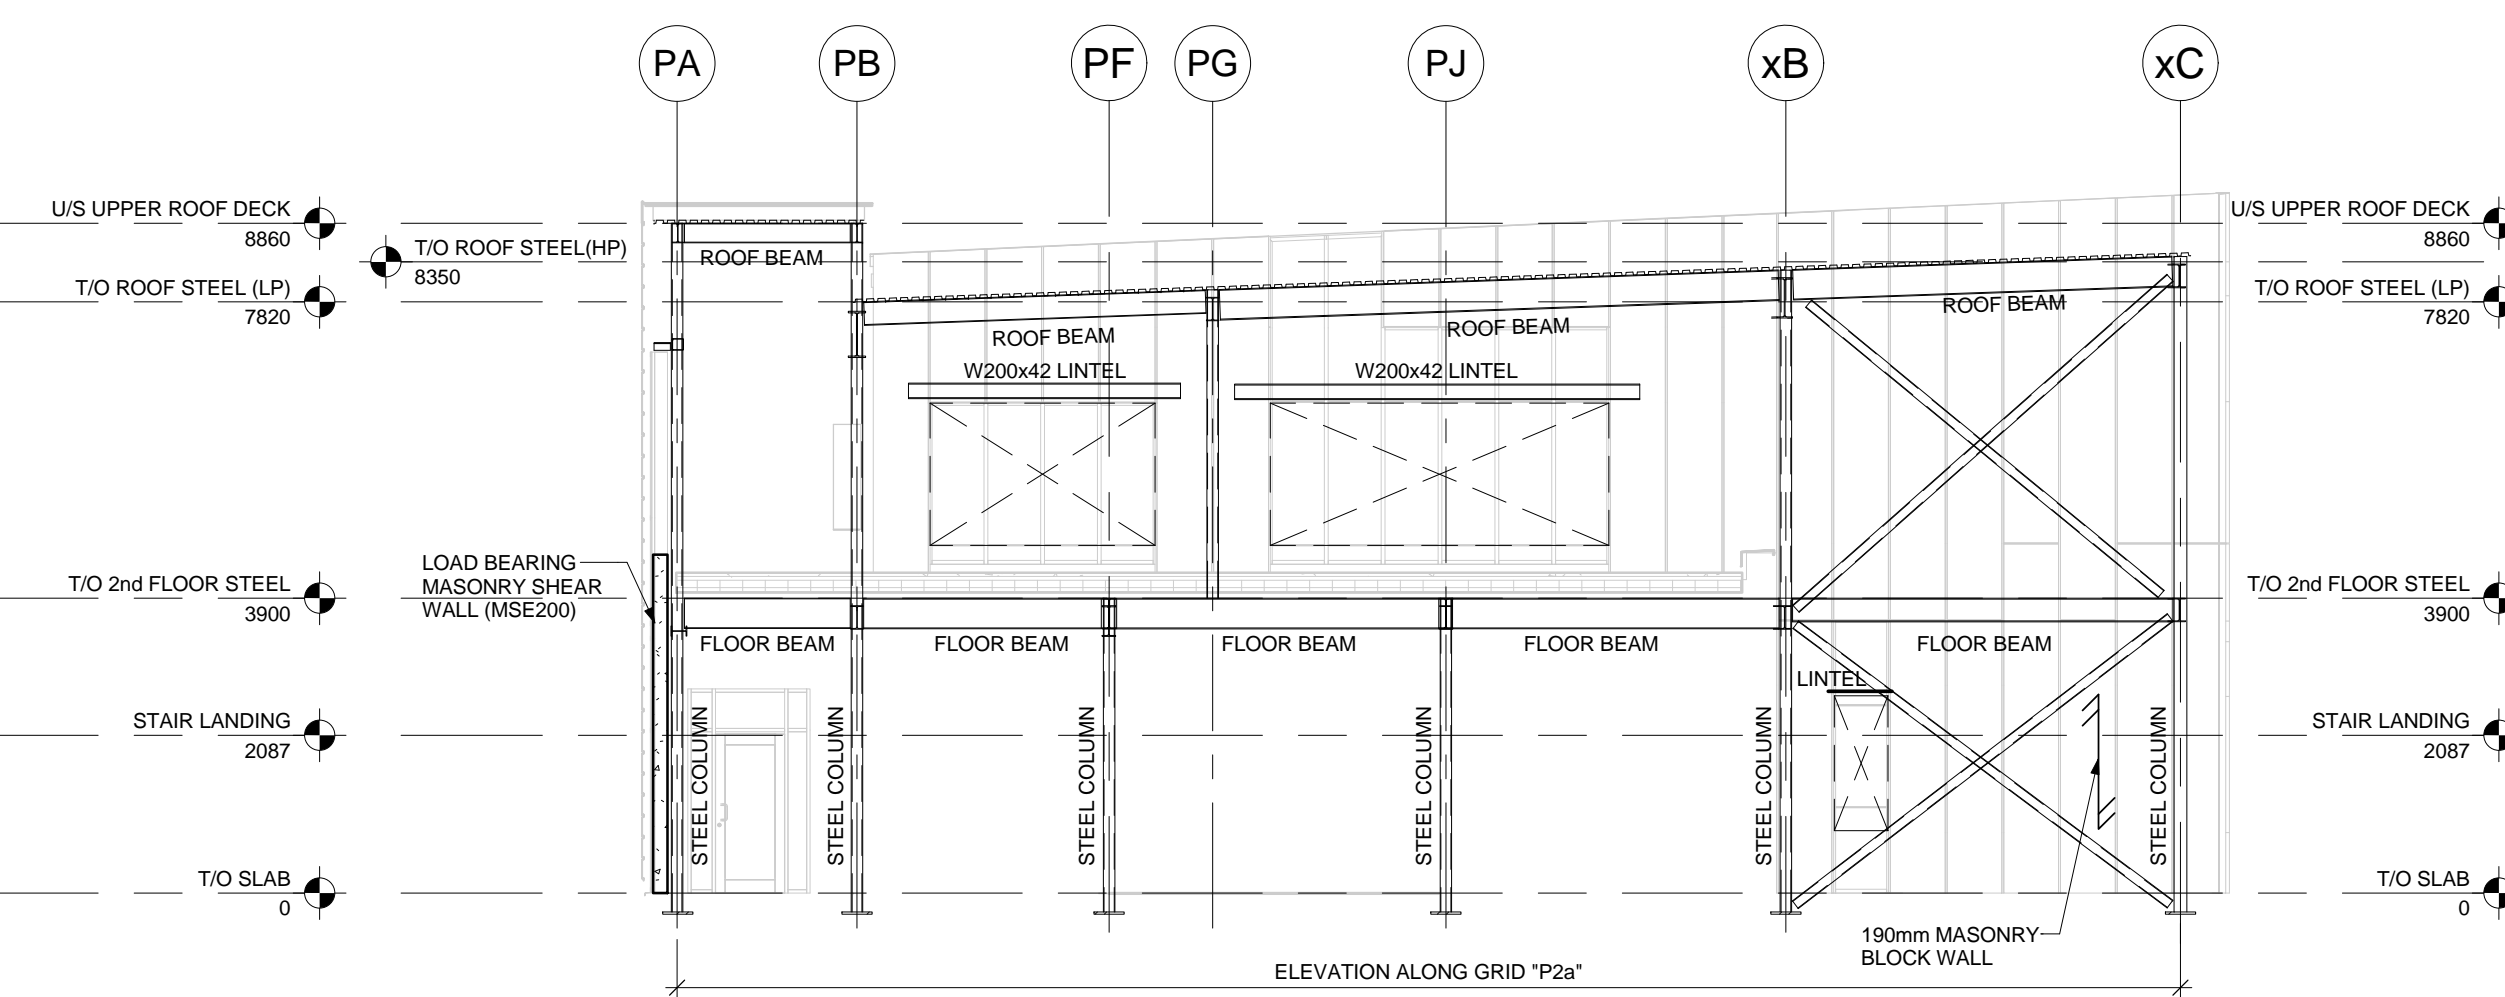 PA PB PF PG PJ xB xC
U/S UPPER ROOF DECK
8860
T/O ROOF STEEL(HP)
8350
T/O ROOF STEEL (LP)
7820
U/S UPPER ROOF DECK
8860
T/O ROOF STEEL (LP)
7820
ROOF BEAM
ROOF BEAM
ROOF BEAM
ROOF BEAM
W200x42 LINTEL
W200x42 LINTEL
LOAD BEARING
MASONRY SHEAR
WALL (MSE200)
T/O 2nd FLOOR STEEL
3900
T/O 2nd FLOOR STEEL
3900
FLOOR BEAM
FLOOR BEAM
FLOOR BEAM
FLOOR BEAM
FLOOR BEAM
LINTEL
STAIR LANDING
2087
STEEL COLUMN
STEEL COLUMN
STEEL COLUMN
STEEL COLUMN
STEEL COLUMN
STEEL COLUMN
STAIR LANDING
2087
T/O SLAB
0
T/O SLAB
0
190mm MASONRY
BLOCK WALL
ELEVATION ALONG GRID "P2a"